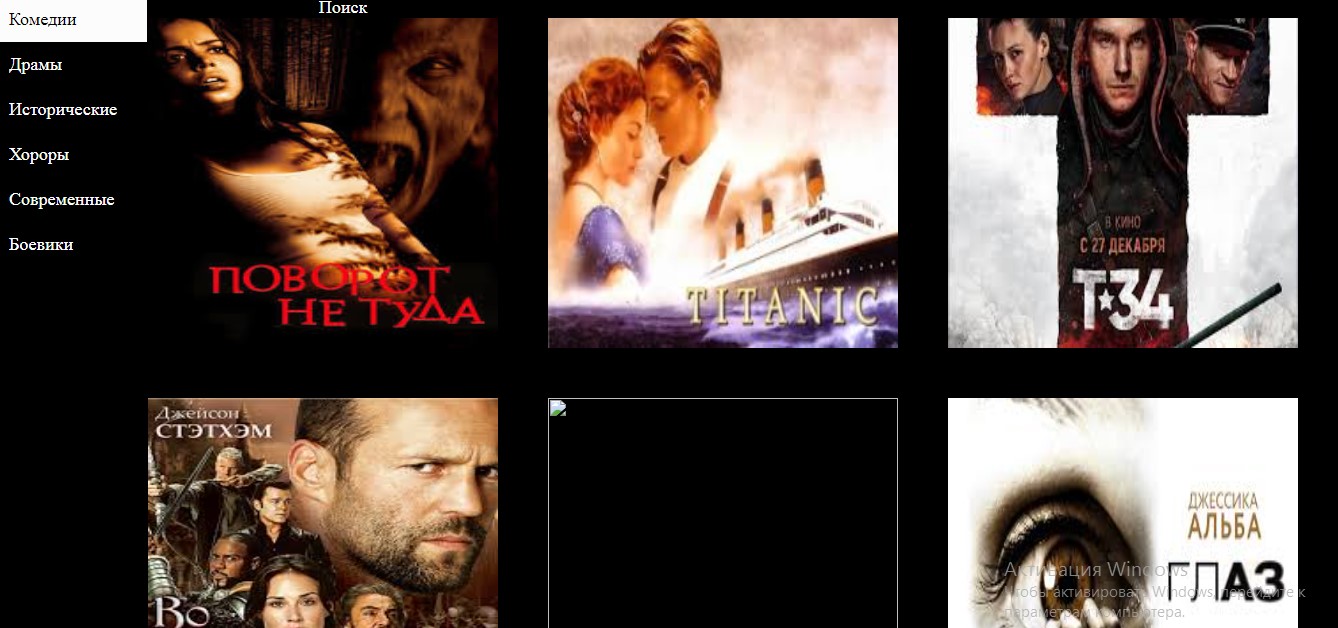 Комедии
Драмы
Исторические
Хороры
Современные
Боевики
Поиск
ПОВОРОТ
НЕ ТУДА
TITANIC
В КИНО
С 27 ДЕКАБРЯ
Т-34
Джейсон
СТЭТХЭМ
Во
ДЖЕССИКА
АЛЬБА
ГЛАЗ
Активация Windows
Чтобы активировать Windows, перейдите к
параметрам компьютера.